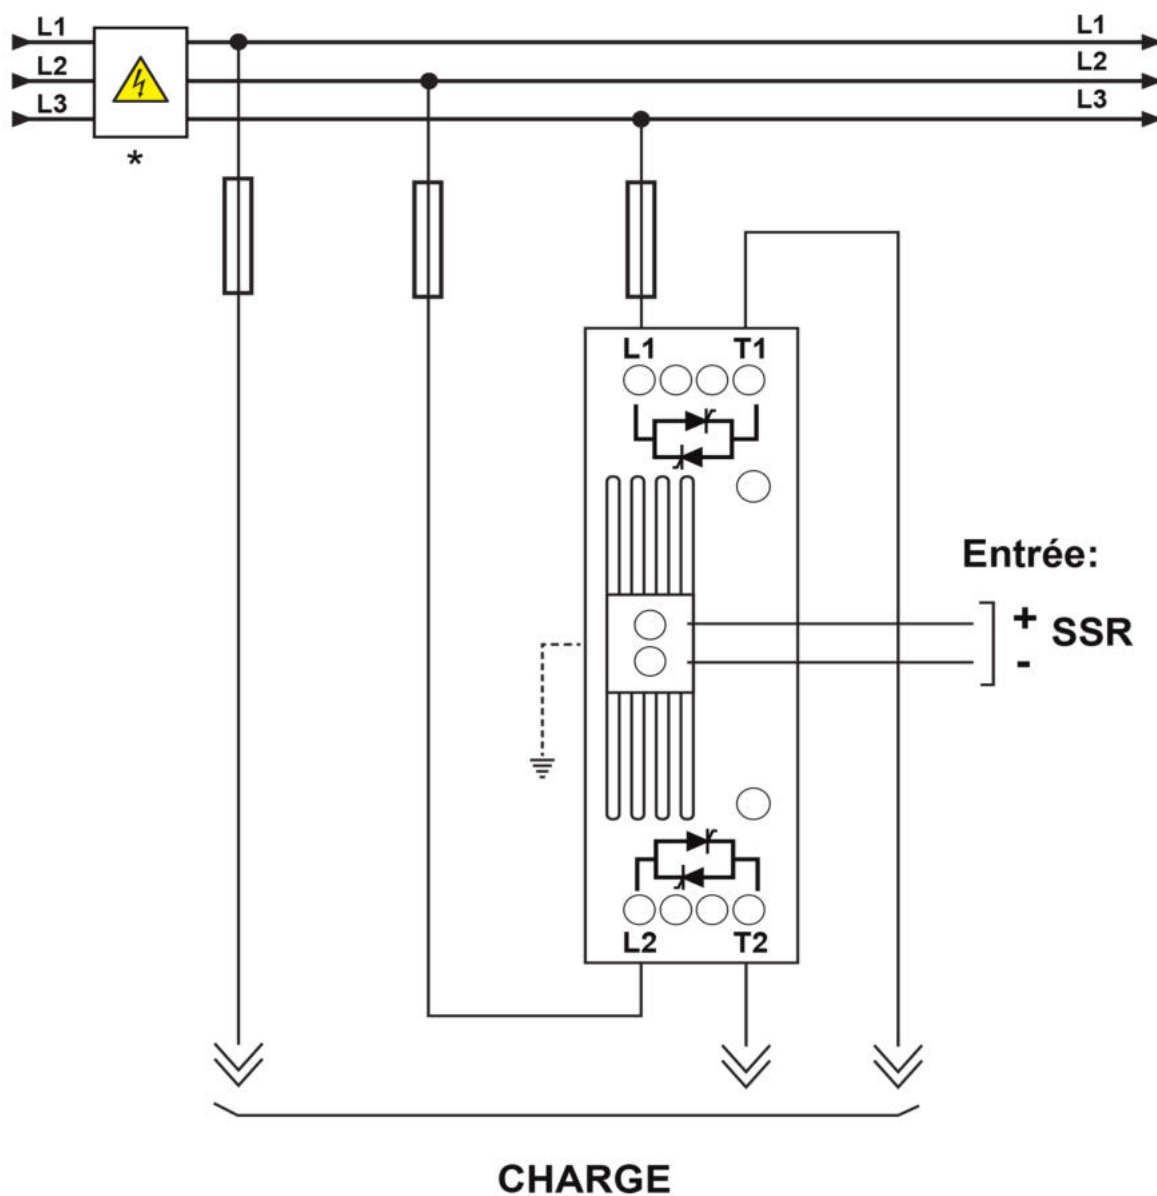 L1 L1
L2 L2
L3 L3
*
L1 T1
Entrée:
+ SSR
-
L2 T2
CHARGE